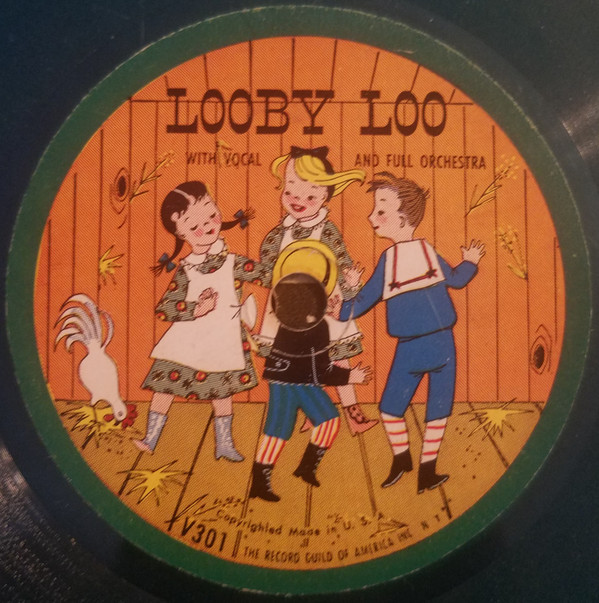 LOOBY LOO
WITH VOCAL AND FULL ORCHESTRA
Copyrighted Made in U. S. A.
V301 THE RECORD GUILD OF AMERICA INC. N. Y.